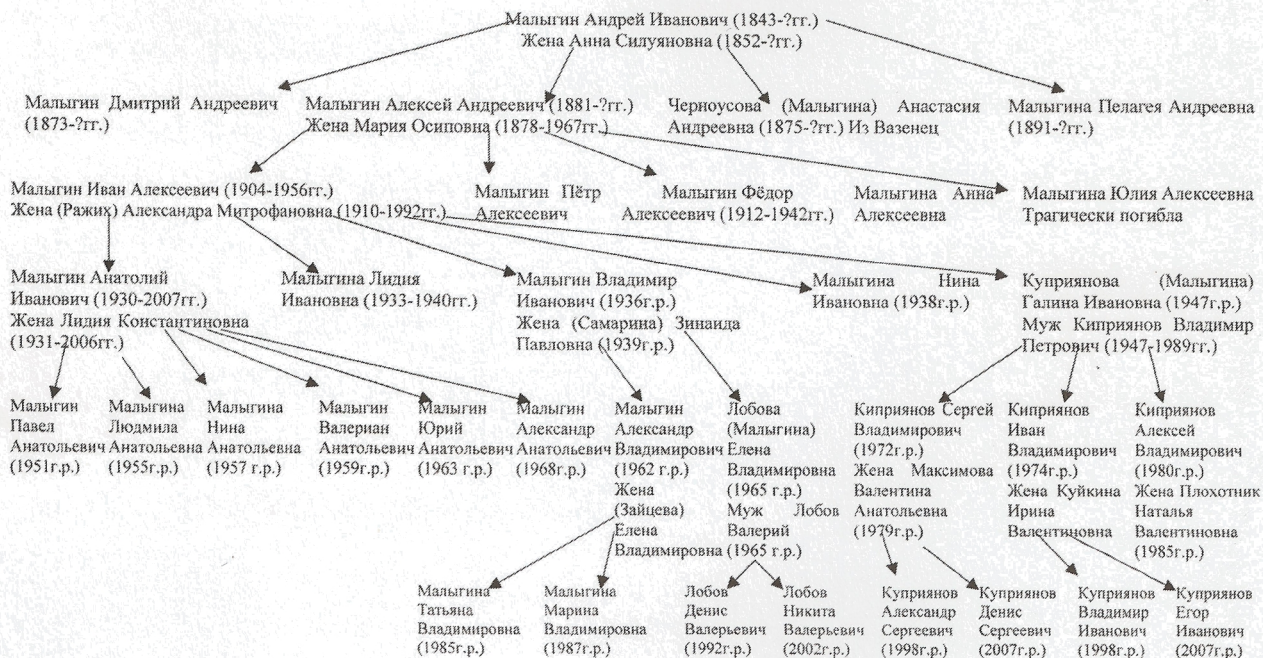 Малыгин Андрей Иванович (1843-?гг.)
Жена Анна Силуяновна (1852-?гг.)
Малыгин Дмитрий Андреевич
(1873-?гг.)
Малыгин Алексей Андреевич (1881-?гг.)
Жена Мария Осиповна (1878-1967гг.)
Черноусова (Малыгина) Анастасия
Андреевна (1875-?гг.) Из Вазенец
Малыгина Пелагея Андреевна
(1891-?гг.)
Малыгин Иван Алексеевич (1904-1956гг.)
Жена (Ражих) Александра Митрофановна (1910-1992гг.)
Малыгин Пётр
Алексеевич
Малыгин Фёдор
Алексеевич (1912-1942гг.)
Малыгина Анна
Алексеевна
Малыгина Юлия Алексеевна
Трагически погибла
Малыгин Анатолий
Иванович (1930-2007гг.)
Жена Лидия Константиновна
(1931-2006гг.)
Малыгина Лидия
Ивановна (1933-1940гг.)
Малыгин Владимир
Иванович (1936г.р.)
Жена (Самарина) Зинаида
Павловна (1939г.р.)
Малыгина Нина
Ивановна (1938г.р.)
Куприянова (Малыгина)
Галина Ивановна (1947г.р.)
Муж Киприянов Владимир
Петрович (1947-1989гг.)
Малыгин
Павел
Анатольевич
(1951г.р.)
Малыгина
Людмила
Анатольевна
(1955г.р.)
Малыгина
Нина
Анатольевна
(1957 г.р.)
Малыгин
Валериан
Анатольевич
(1959г.р.)
Малыгин
Юрий
Анатольевич
(1963 г.р.)
Малыгин
Александр
Анатольевич
(1968г.р.)
Малыгин
Александр
Владимирович
(1962 г.р.)
Жена
(Зайцева)
Елена
Владимировна
Лобова
(Малыгина)
Елена
Владимировна
(1965 г.р.)
Муж Лобов
Валерий
(1965 г.р.)
Киприянов Сергей
Владимирович
(1972г.р.)
Жена Максимова
Валентина
Анатольевна
(1979г.р.)
Киприянов
Иван
Владимирович
(1974г.р.)
Жена Куйкина
Ирина
Валентиновна
Киприянов
Алексей
Владимирович
(1980г.р.)
Жена Плохотник
Наталья
Валентиновна
(1985г.р.)
Малыгина
Татьяна
Владимировна
(1985г.р.)
Малыгина
Марина
Владимировна
(1987г.р.)
Лобов
Денис
Валерьевич
(1992г.р.)
Лобов
Никита
Валерьевич
(2002г.р.)
Куприянов
Александр
Сергеевич
(1998г.р.)
Куприянов
Денис
Сергеевич
(2007г.р.)
Куприянов
Владимир
Иванович
(1998г.р.)
Куприянов
Егор
Иванович
(2007г.р.)